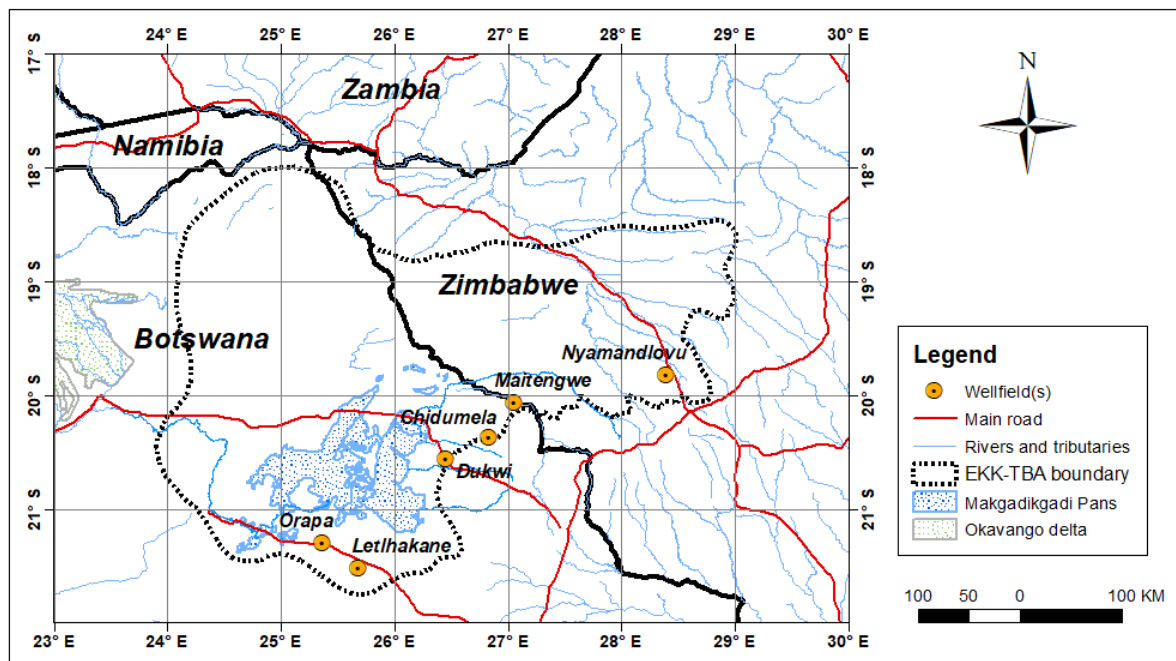 24° E 25° E 26° E 27° E 28° E 29° E 30° E
17° S 17° S
N
Zambia
Namibia
18° S 18° S
19° S 19° S
Zimbabwe
Botswana
Nyamandlovu
Maitengwe
20° S 20° S
Chidumela
Dukwi
21° S 21° S
Orapa
Letlhakane
23° E 24° E 25° E 26° E 27° E 28° E 29° E 30° E
Legend
Wellfield(s)
Main road
Rivers and tributaries
EKK-TBA boundary
Makgadikgadi Pans
Okavango delta
100 50 0 100 KM